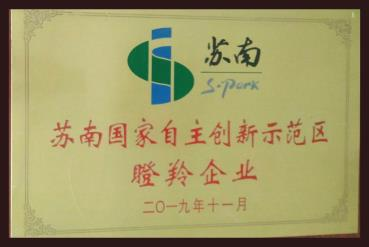 苏南
S-Park
苏南国家自主创新示范区
瞪羚企业
二〇一九年十一月